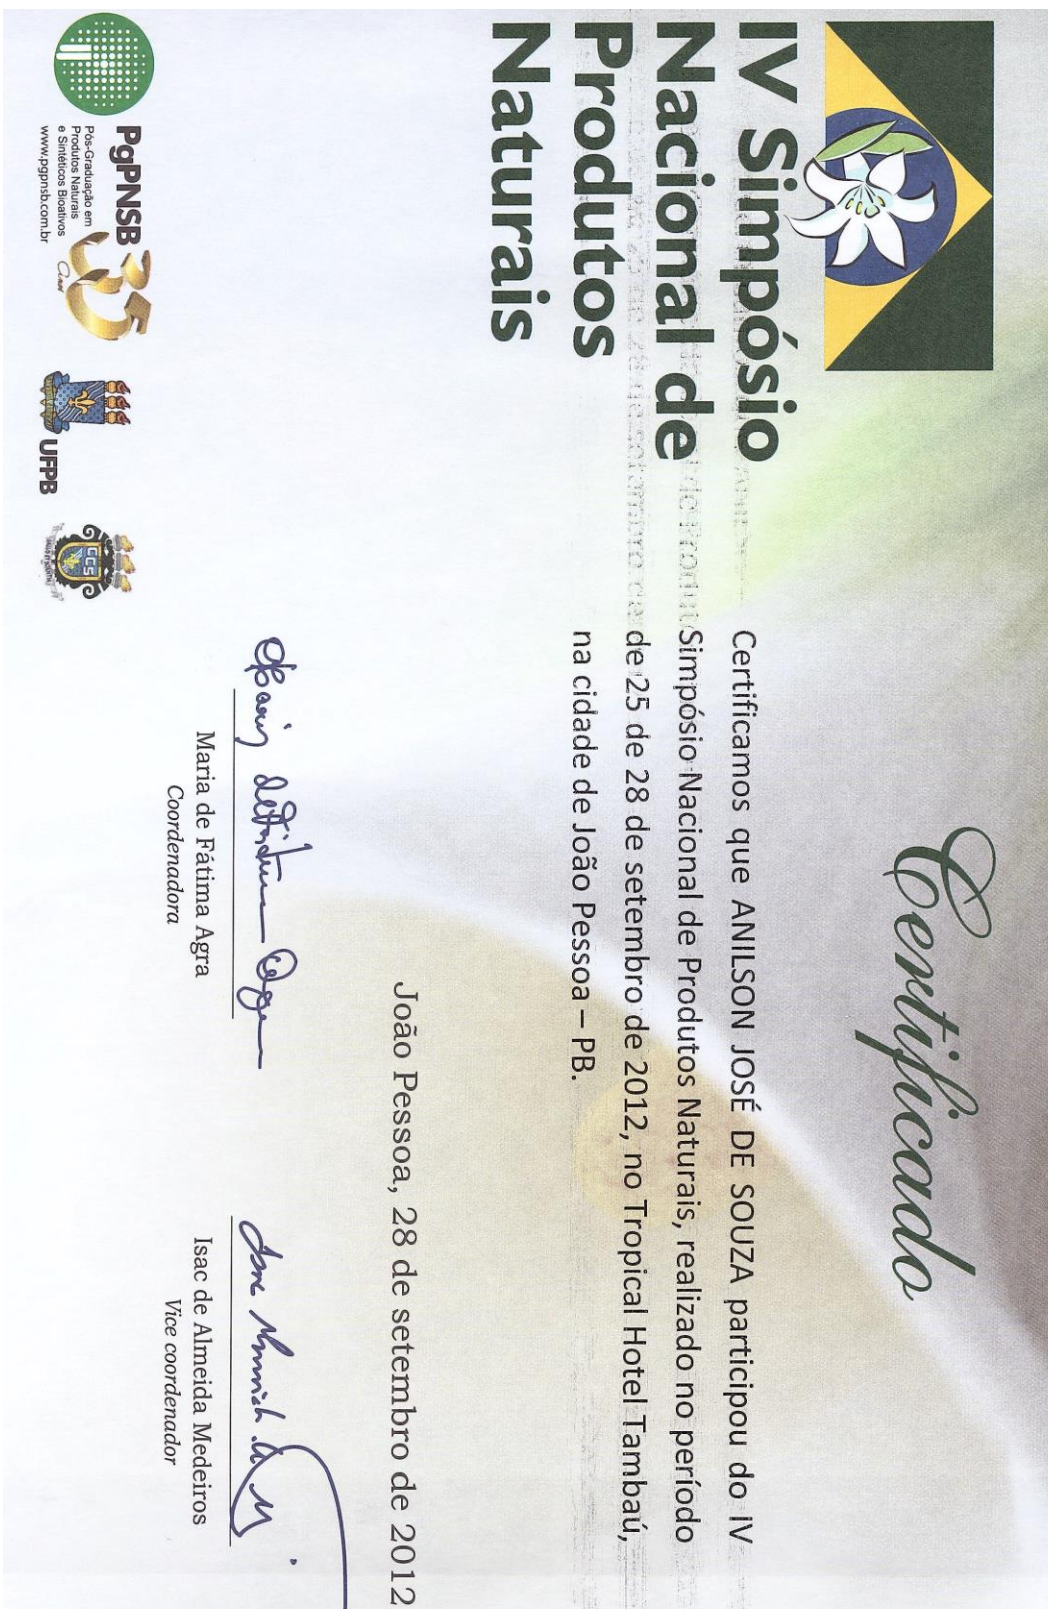 IV Simpósio
Nacional de
Produtos
Naturais
Certificado
Certificamos que ANILSON JOSÉ DE SOUZA participou do IV
Simpósio Nacional de Produtos Naturais, realizado no período
de 25 de 28 de setembro de 2012, no Tropical Hotel Tambaú,
na cidade de João Pessoa – PB.
João Pessoa, 28 de setembro de 2012
Maria de Fátima Agra
Coordenadora
Isac de Almeida Medeiros
Vice coordenador
PgPNSB
Pós-Graduação em
Produtos Naturais
e Sintéticos Bioativos
www.pgpnsb.com.br
35
Anos
UFPB
CCS